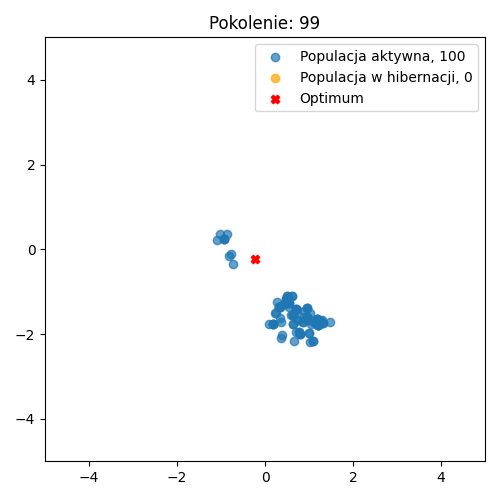 Pokolenie: 99
Populacja aktywna, 100
Populacja w hibernacji, 0
Optimum
4
2
0
−2
−4
−4 −2 0 2 4